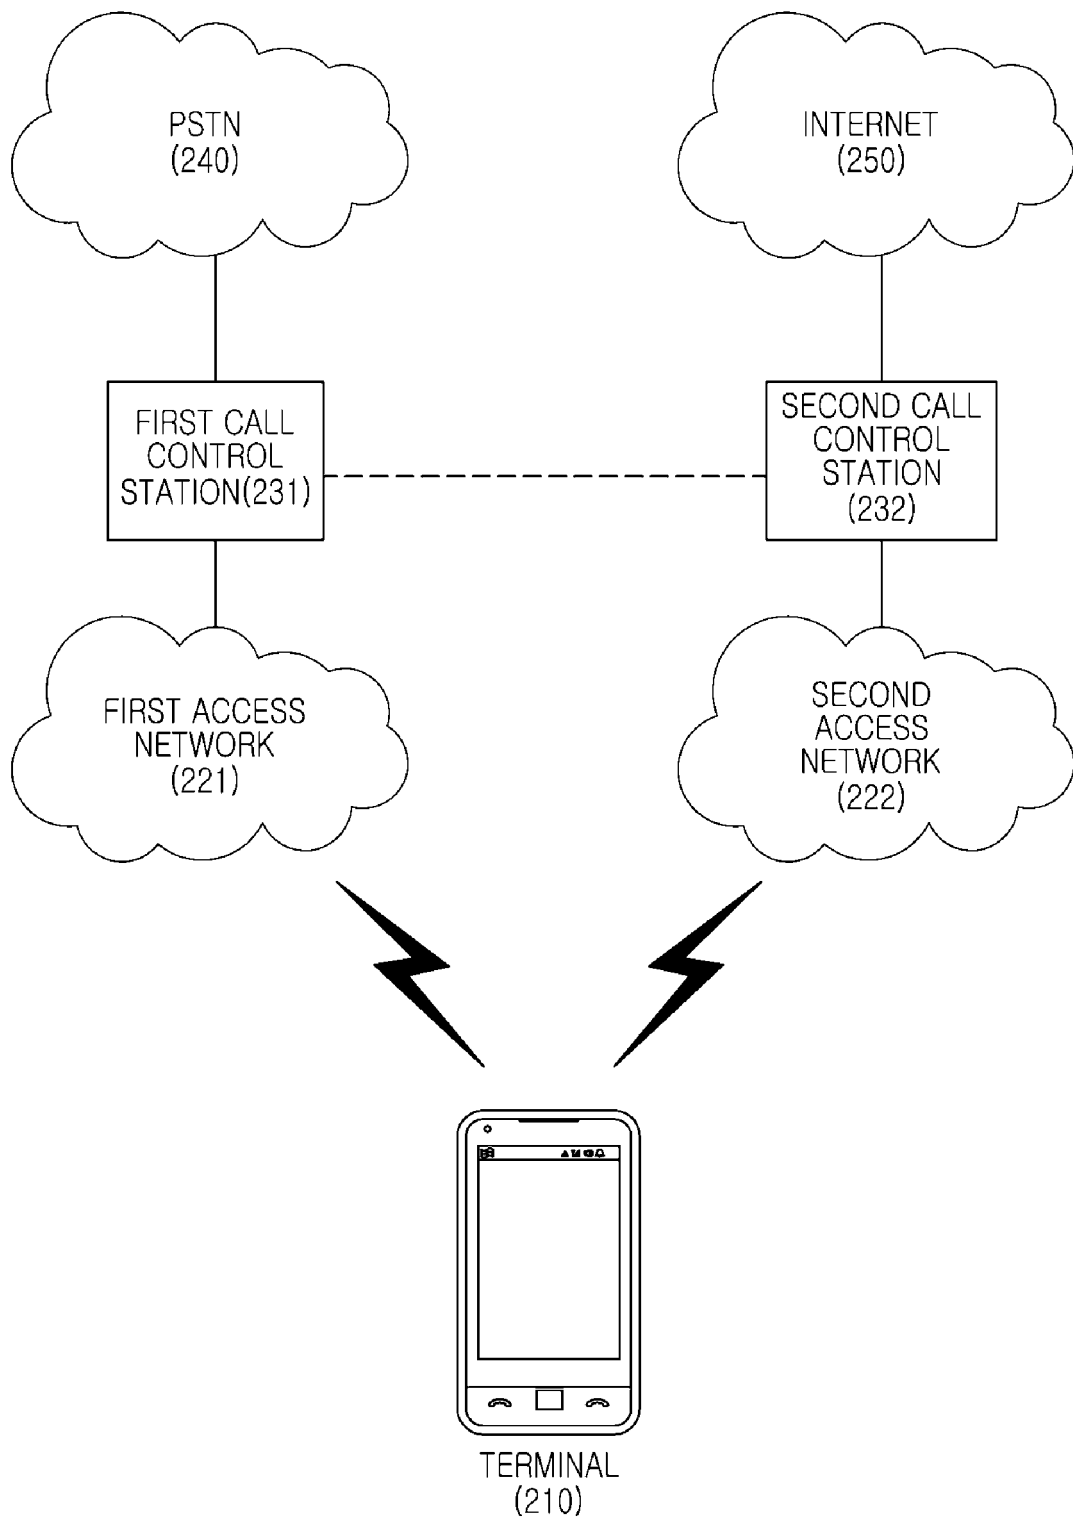 PSTN
(240)
INTERNET
(250)
FIRST CALL
CONTROL
STATION(231)
SECOND CALL
CONTROL
STATION
(232)
FIRST ACCESS
NETWORK
(221)
SECOND
ACCESS
NETWORK
(222)
TERMINAL
(210)